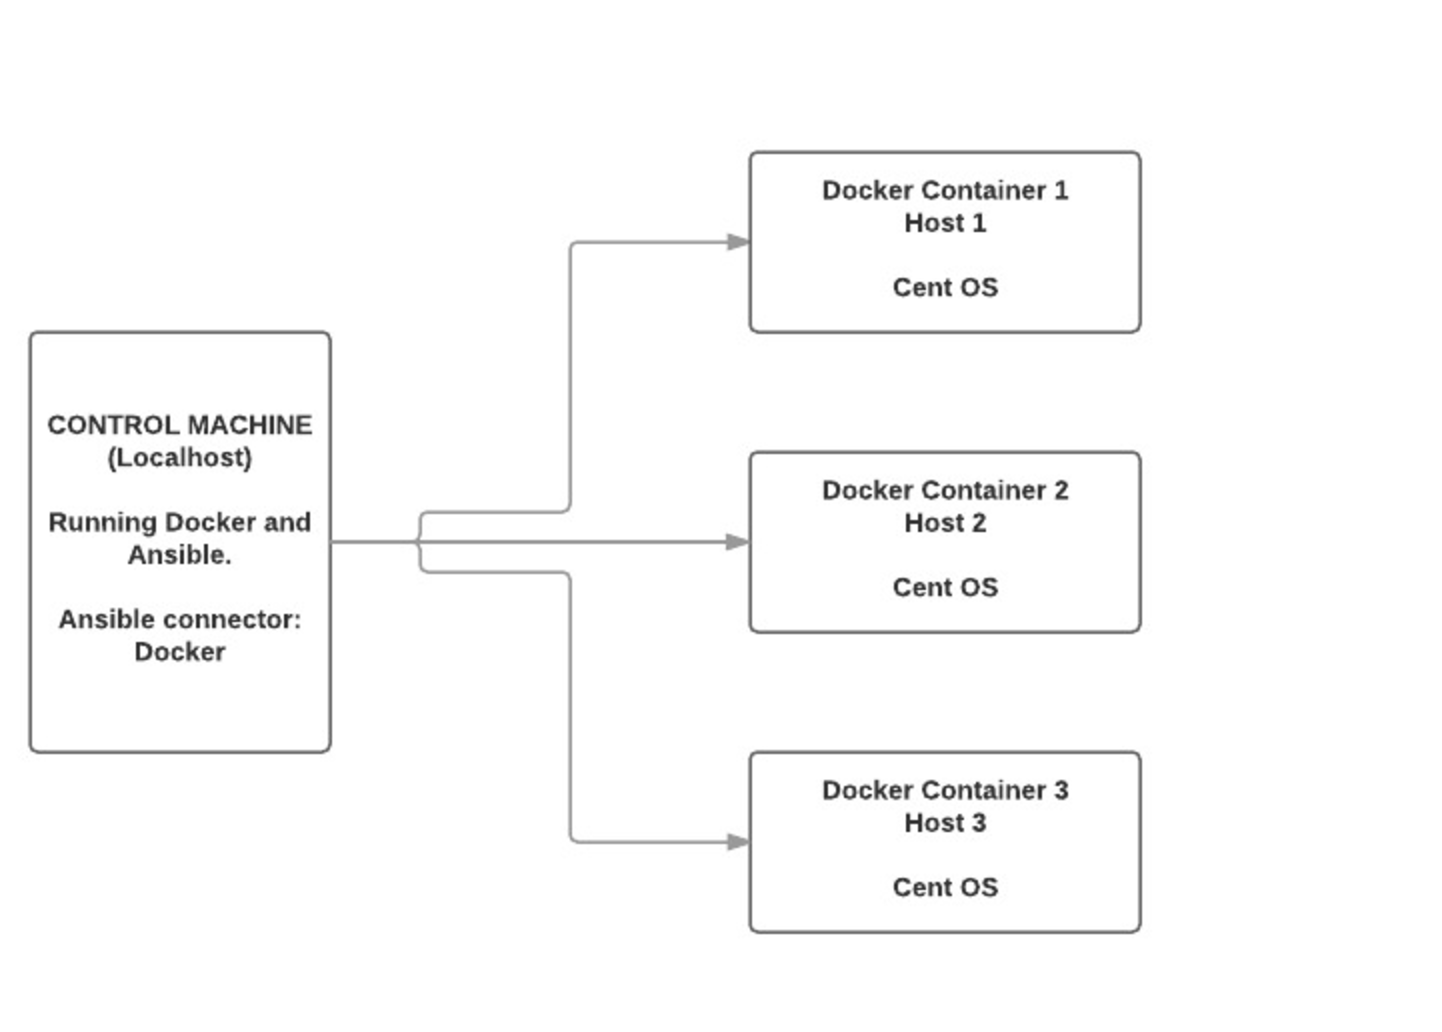 CONTROL MACHINE
(Localhost)
Running Docker and
Ansible.
Ansible connector:
Docker
Docker Container 1
Host 1
Cent OS
Docker Container 2
Host 2
Cent OS
Docker Container 3
Host 3
Cent OS